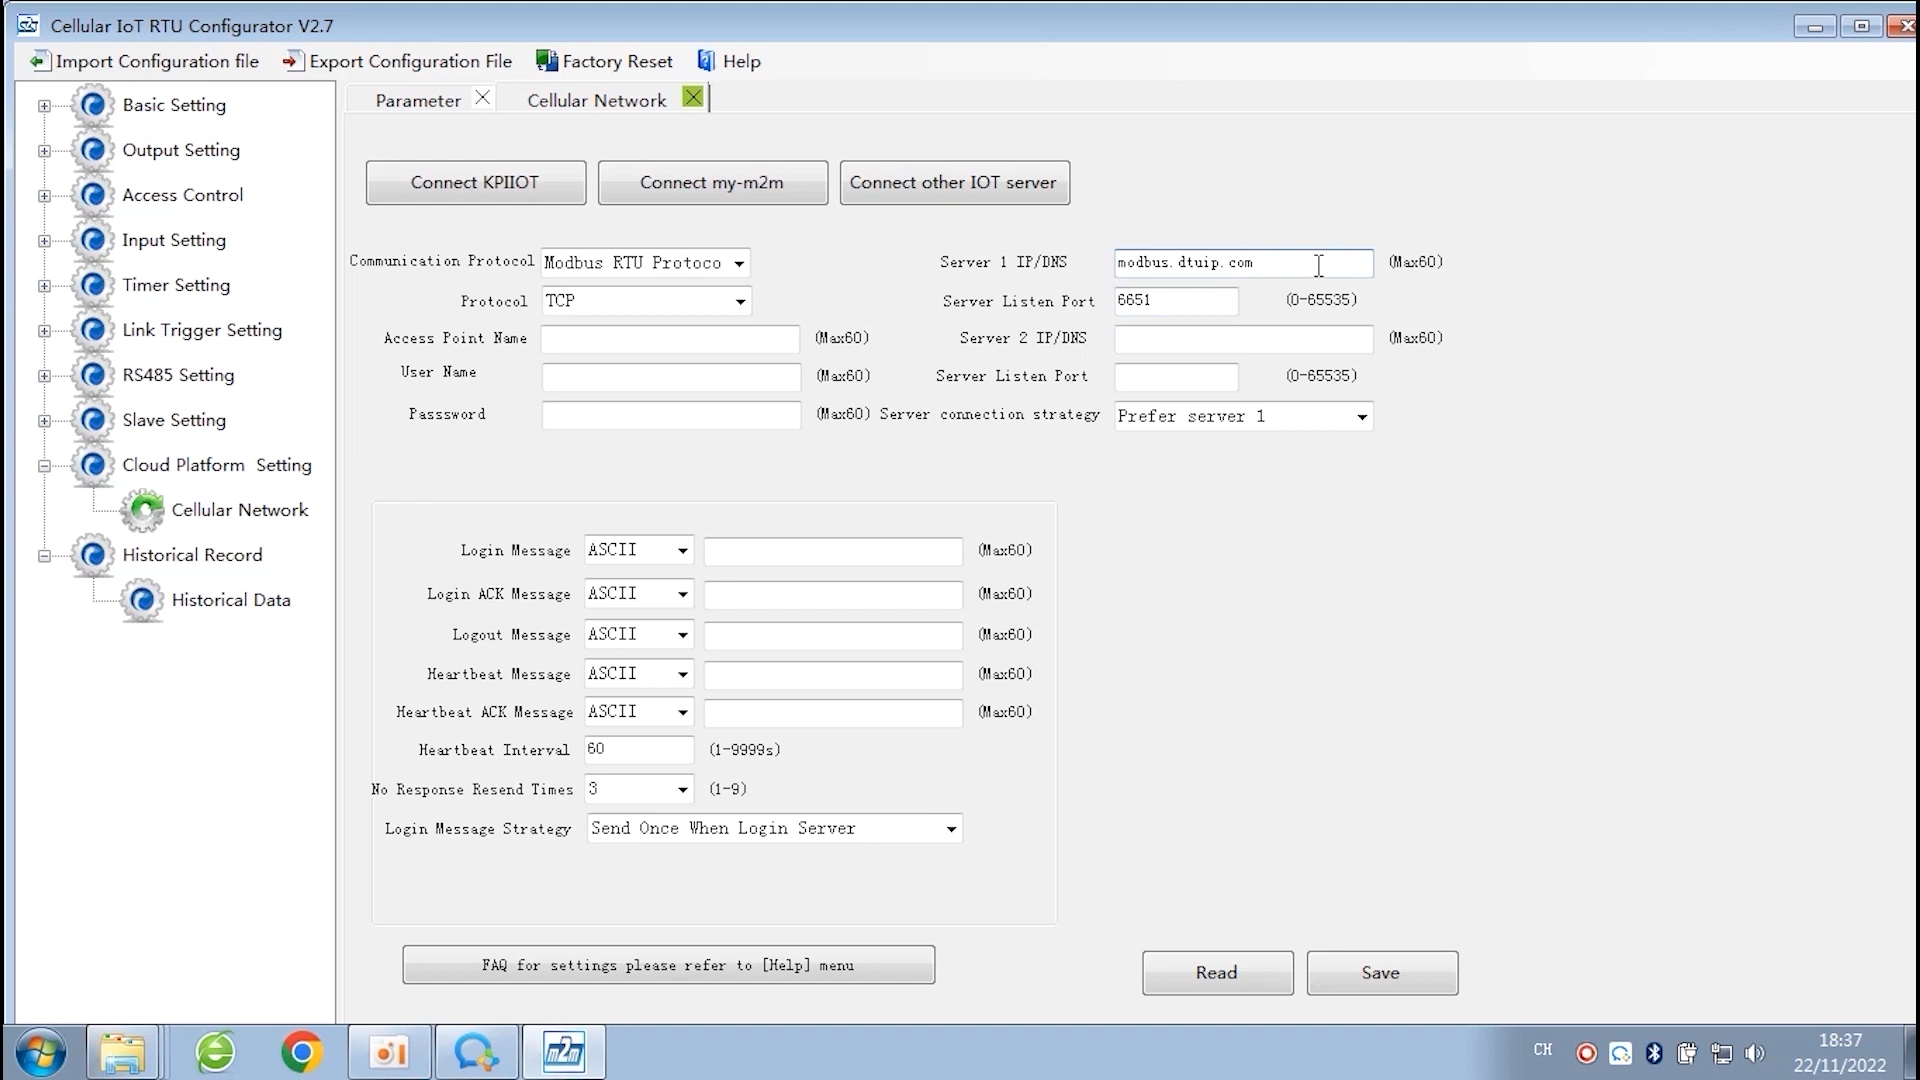 Cellular IoT RTU Configurator V2.7
Import Configuration file Export Configuration File Factory Reset Help
Basic Setting
Output Setting
Access Control
Input Setting
Timer Setting
Link Trigger Setting
RS485 Setting
Slave Setting
Cloud Platform Setting
Cellular Network
Historical Record
Historical Data
Parameter Cellular Network
Connect KPIIOT Connect my-m2m Connect other IOT server
Communication Protocol Modbus RTU Protoco Server 1 IP/DNS modbus.dtuip.com (Max60)
Protocol TCP Server Listen Port 6651 (0-65535)
Access Point Name (Max60) Server 2 IP/DNS (Max60)
User Name (Max60) Server Listen Port (0-65535)
Passsword (Max60) Server connection strategy Prefer server 1
Login Message ASCII (Max60)
Login ACK Message ASCII (Max60)
Logout Message ASCII (Max60)
Heartbeat Message ASCII (Max60)
Heartbeat ACK Message ASCII (Max60)
Heartbeat Interval 60 (1-9999s)
No Response Resend Times 3 (1-9)
Login Message Strategy Send Once When Login Server
FAQ for settings please refer to [Help] menu Read Save
m2m
CH 18:37
22/11/2022